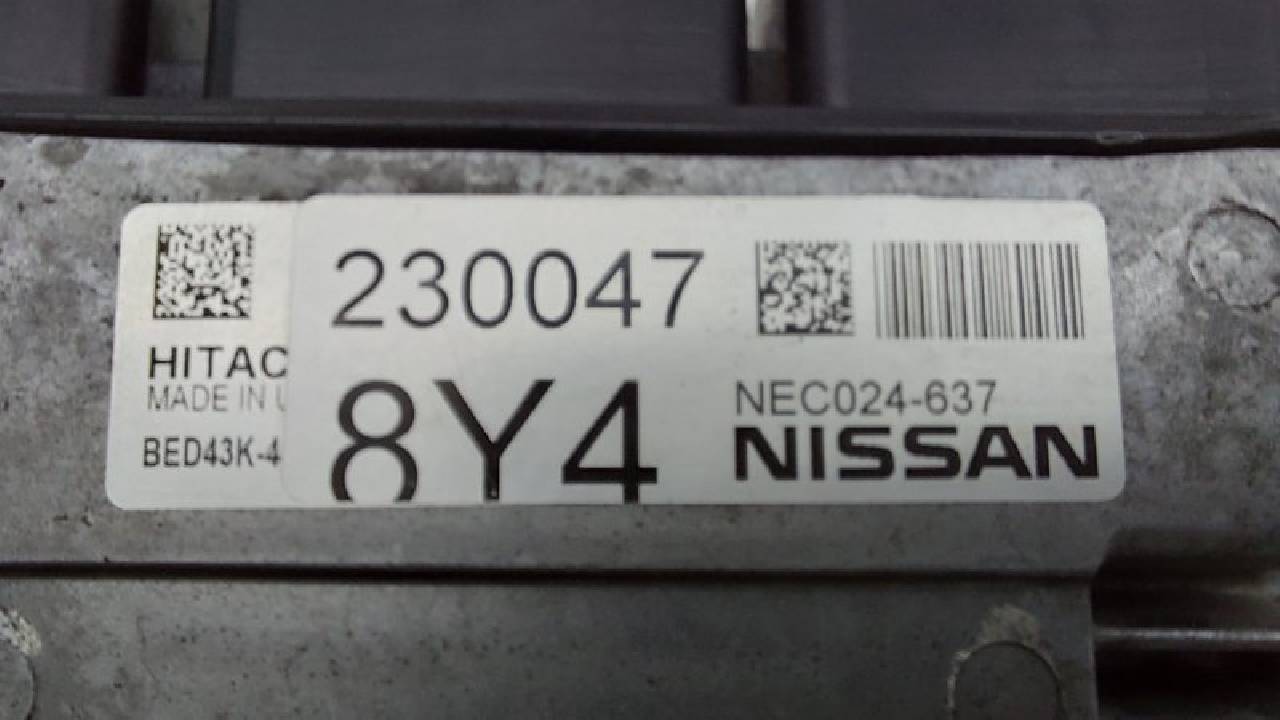 HITAC
MADE IN U
BED43K-4
230047
8Y4
NEC024-637
NISSAN